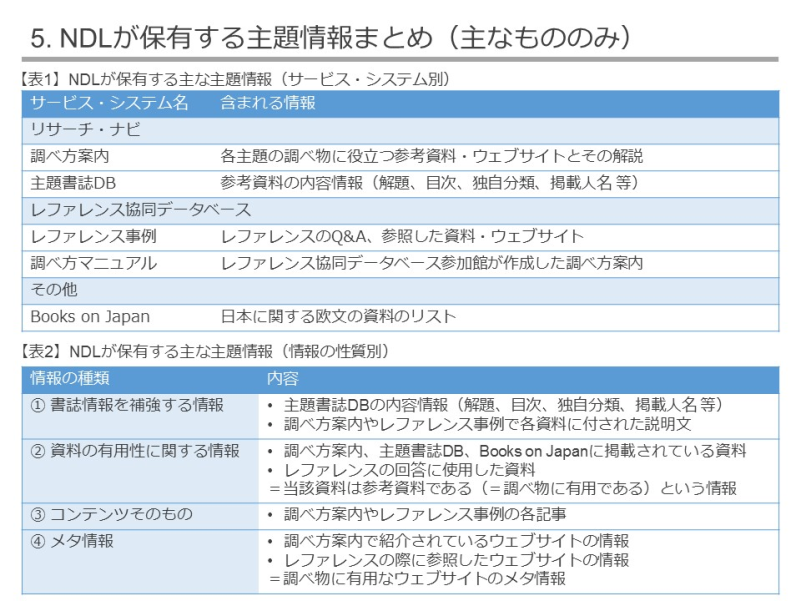 5. NDLが保有する主題情報まとめ（主なもののみ）
【表1】NDLが保有する主な主題情報（サービス・システム別）
サービス・システム名 含まれる情報
リサーチ・ナビ
調べ方案内 各主題の調べ物に役立つ参考資料・ウェブサイトとその解説
主題書誌DB 参考資料の内容情報（解題、目次、独自分類、掲載人名 等）
レファレンス協同データベース
レファレンス事例 レファレンスのQ&A、参照した資料・ウェブサイト
調べ方マニュアル レファレンス協同データベース参加館が作成した調べ方案内
その他
Books on Japan 日本に関する欧文の資料のリスト
【表2】NDLが保有する主な主題情報（情報の性質別）
情報の種類 内容
① 書誌情報を補強する情報 • 主題書誌DBの内容情報（解題、目次、独自分類、掲載人名 等）
• 調べ方案内やレファレンス事例で各資料に付された説明文
② 資料の有用性に関する情報 • 調べ方案内、主題書誌DB、Books on Japanに掲載されている資料
• レファレンスの回答に使用した資料
＝当該資料は参考資料である（＝調べ物に有用である）という情報
③ コンテンツそのもの • 調べ方案内やレファレンス事例の各記事
④ メタ情報 • 調べ方案内で紹介されているウェブサイトの情報
• レファレンスの際に参照したウェブサイトの情報
＝調べ物に有用なウェブサイトのメタ情報